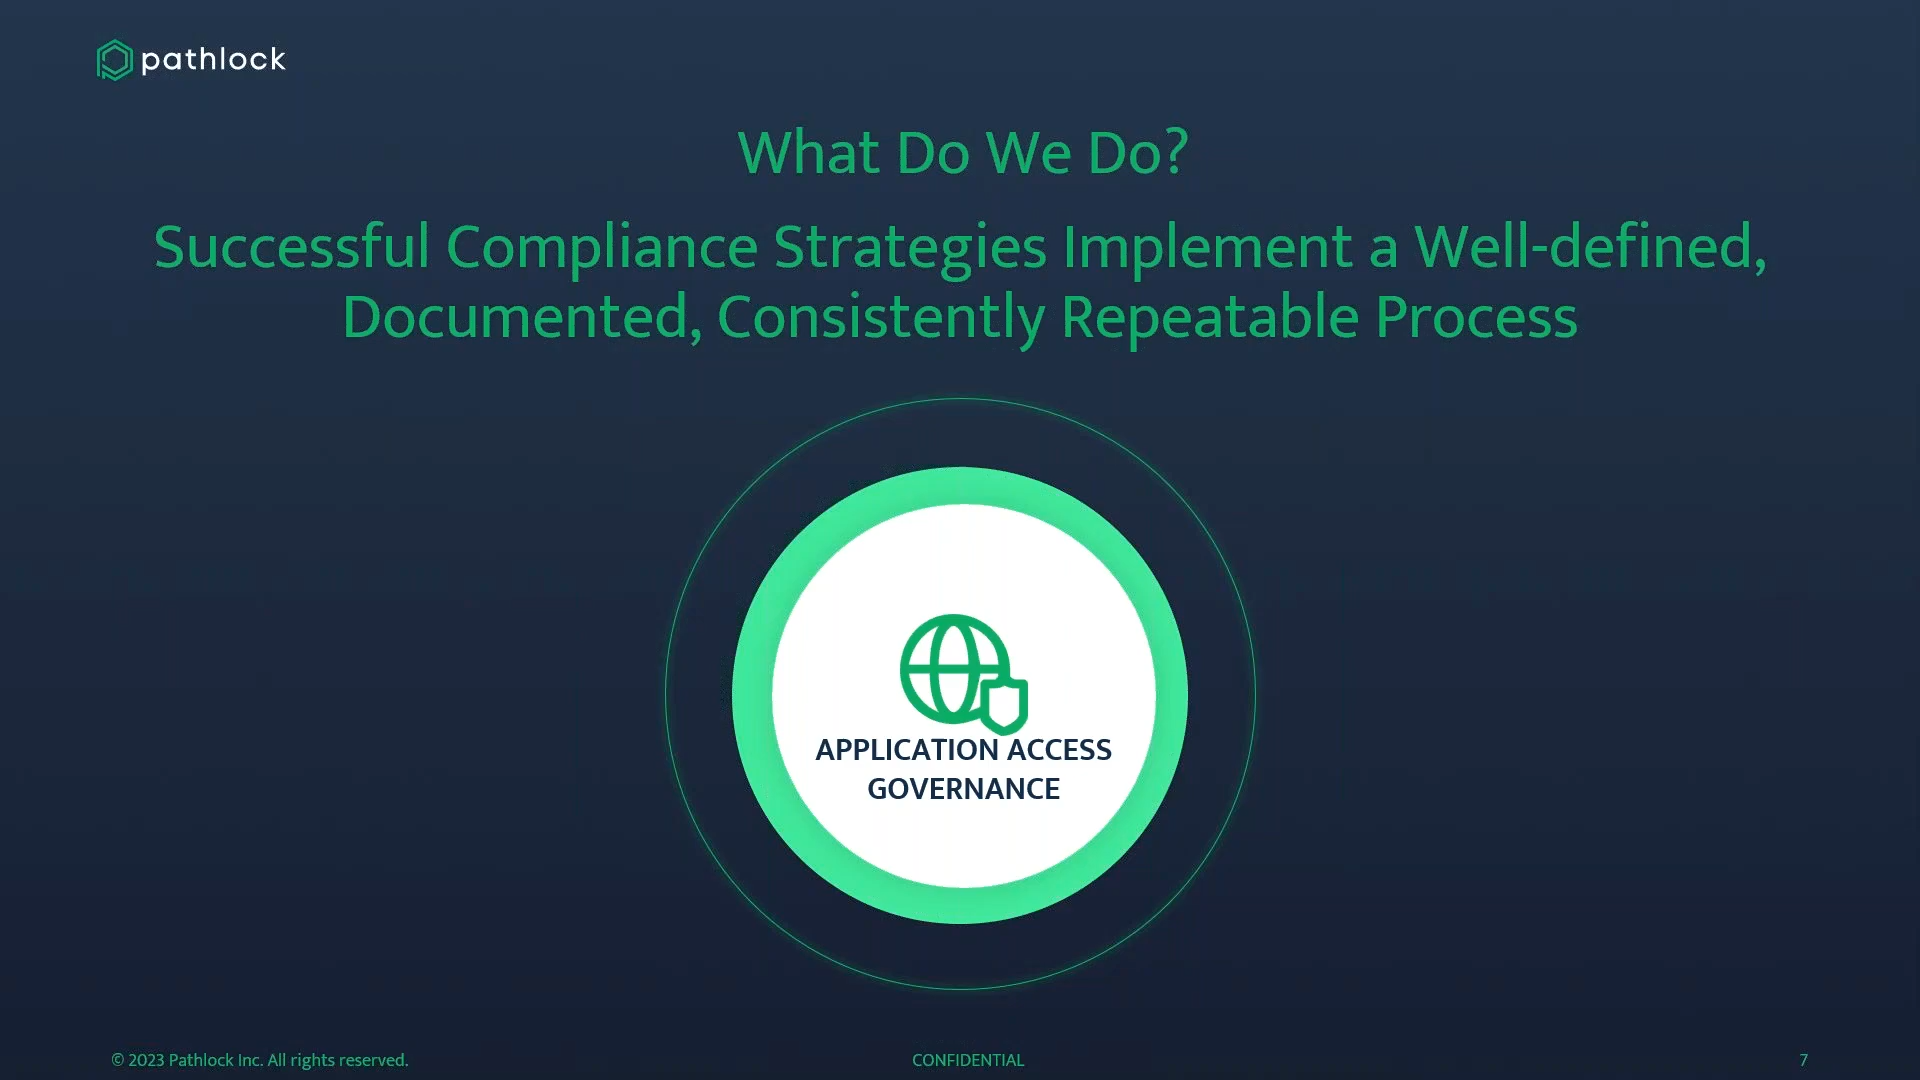 pathlock
What Do We Do?
Successful Compliance Strategies Implement a Well-defined,
Documented, Consistently Repeatable Process
APPLICATION ACCESS
GOVERNANCE
© 2023 Pathlock Inc. All rights reserved.
CONFIDENTIAL
7